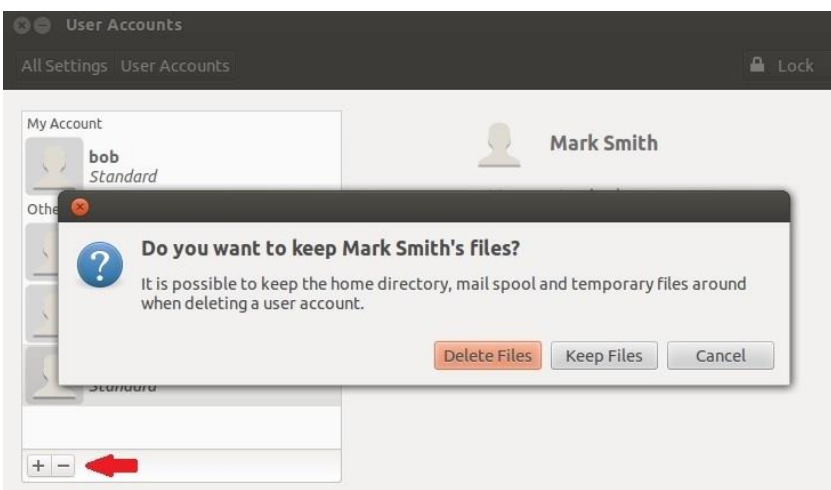 User Accounts
All Settings User Accounts
Lock
My Account
bob
Standard
Mark Smith
Othe
Do you want to keep Mark Smith's files?
It is possible to keep the home directory, mail spool and temporary files around
when deleting a user account.
Delete Files Keep Files Cancel
Standard
+ −